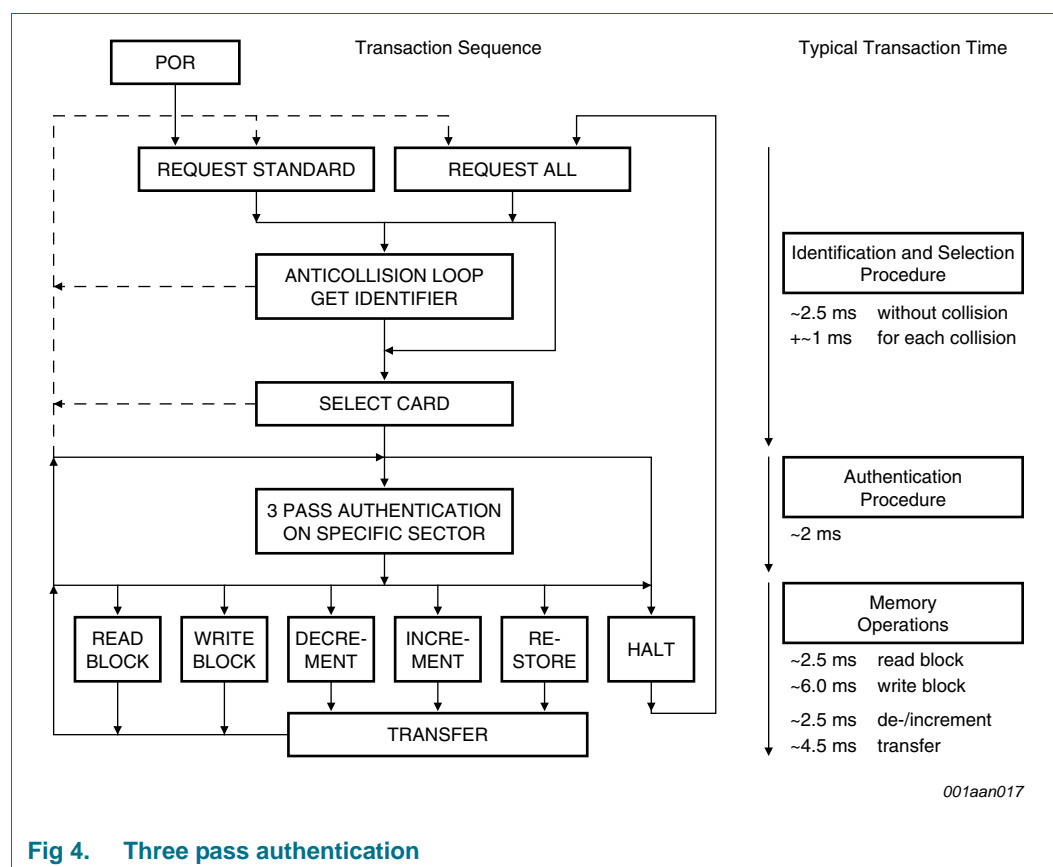 Transaction Sequence
Typical Transaction Time
POR
REQUEST STANDARD
REQUEST ALL
ANTICOLLISION LOOP
GET IDENTIFIER
SELECT CARD
3 PASS AUTHENTICATION
ON SPECIFIC SECTOR
READ
BLOCK
WRITE
BLOCK
DECRE-
MENT
INCRE-
MENT
RE-
STORE
HALT
TRANSFER
Identification and Selection
Procedure
~2.5 ms without collision
+~1 ms for each collision
Authentication
Procedure
~2 ms
Memory
Operations
~2.5 ms read block
~6.0 ms write block
~2.5 ms de-/increment
~4.5 ms transfer
001aan017
Fig 4. Three pass authentication